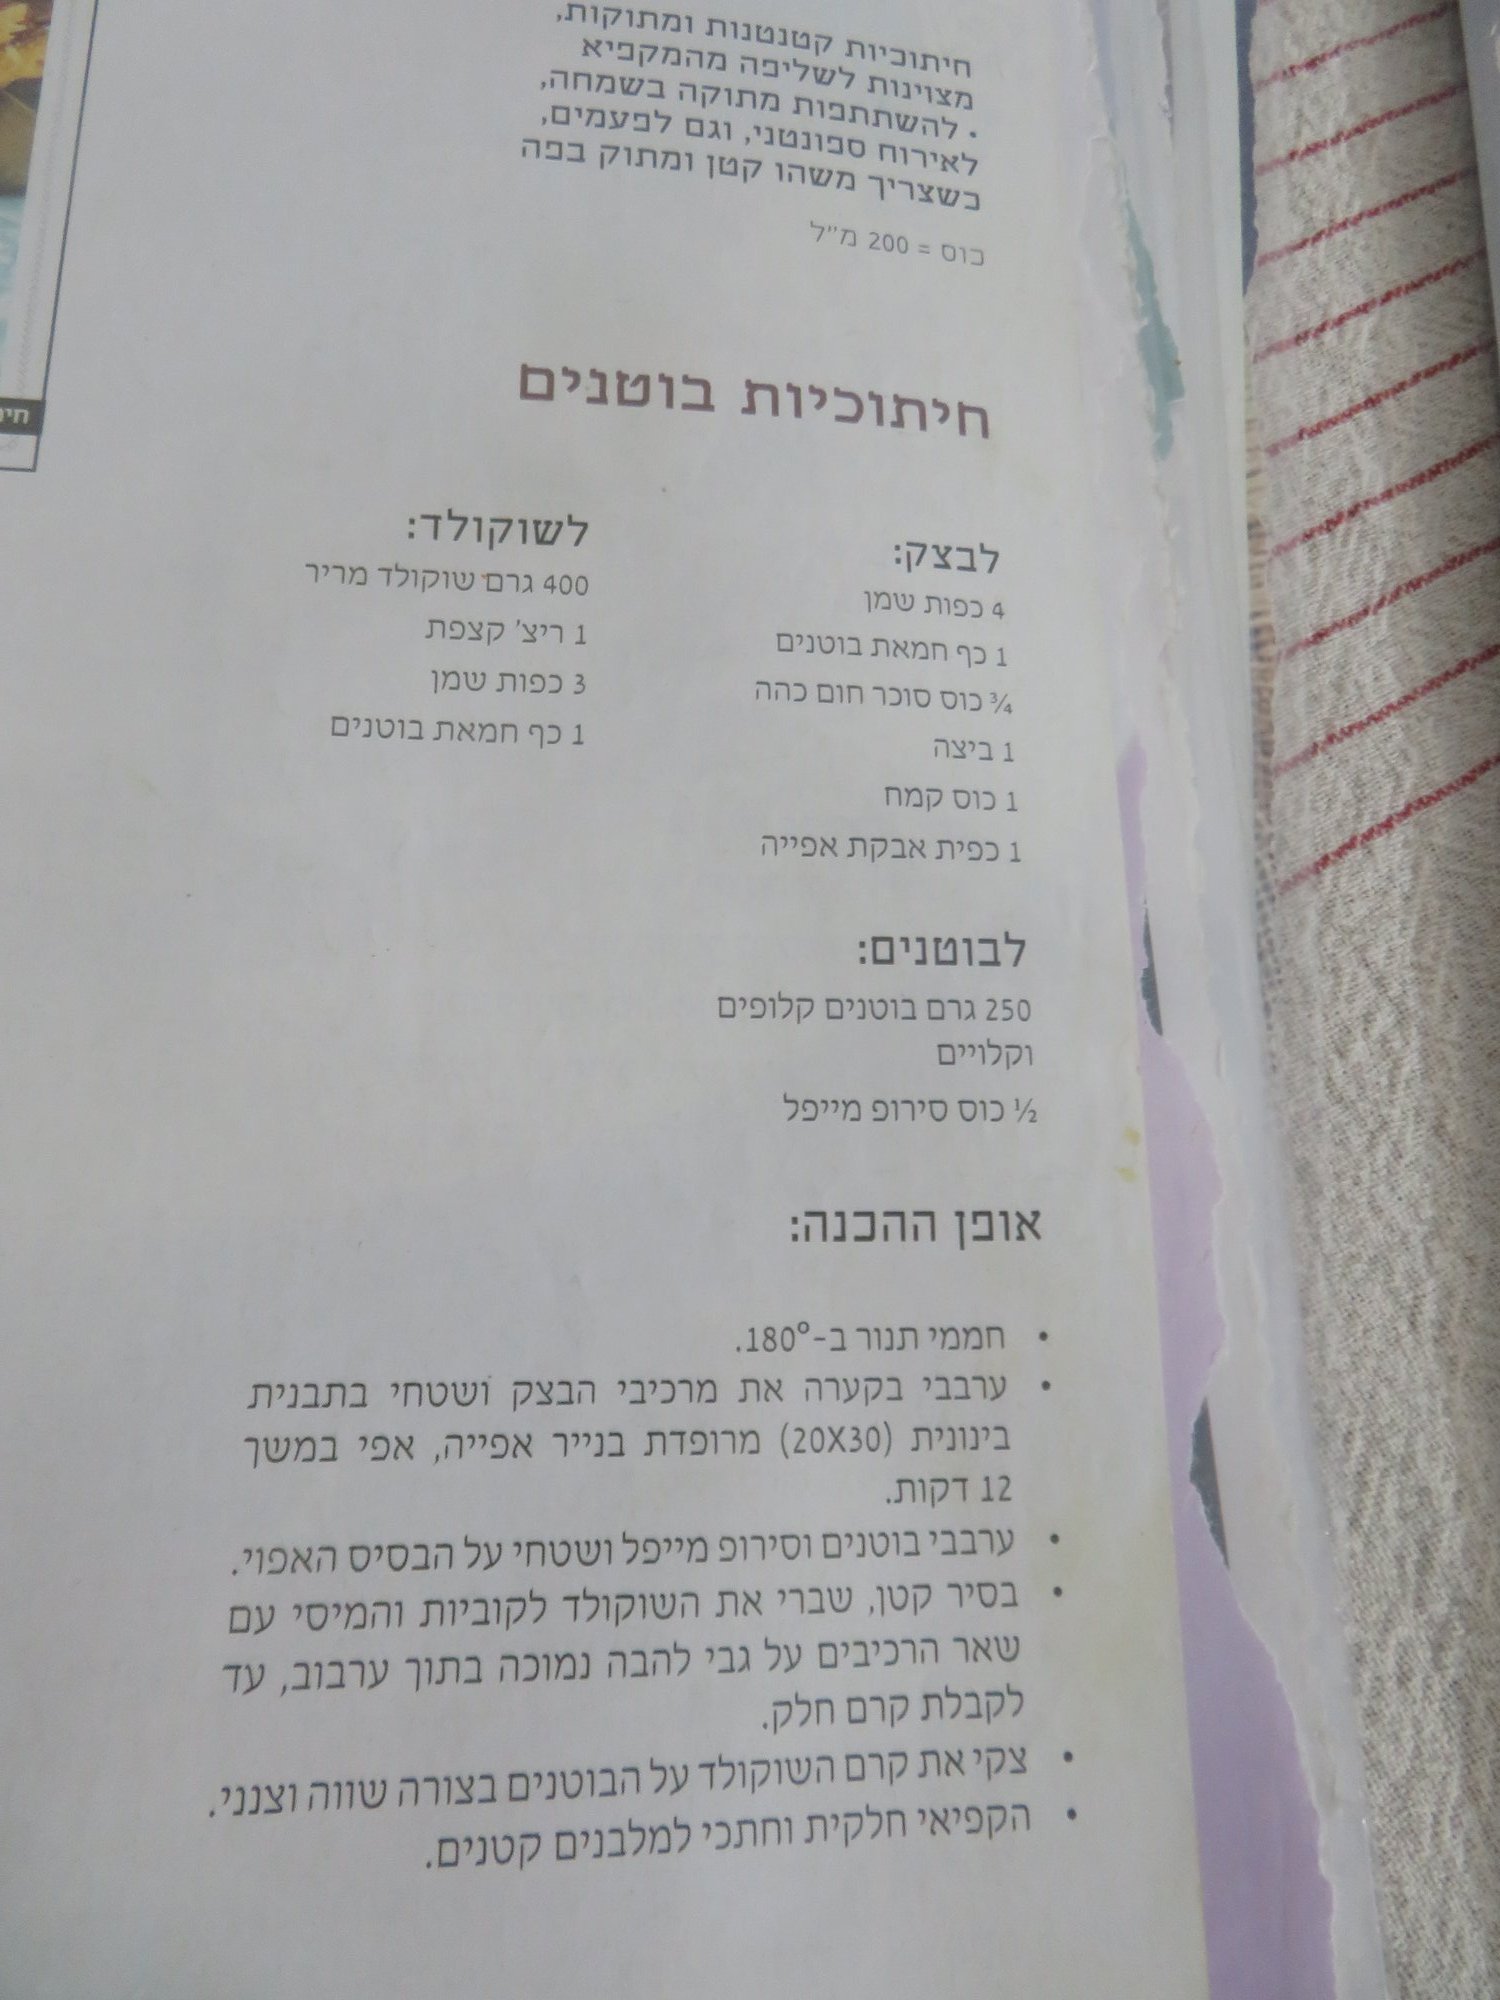 חיתוכיות קטנטנות ומתוקות,
מצוינות לשליפה מהמקפיא
• להשתתפות מתוקה בשמחה,
לאירוח ספונטני, וגם לפעמים,
כשצריך משהו קטן ומתוק בפה
כוס = 200 מ"ל
חיתוכיות בוטנים
לבצק:
4 כפות שמן
1 כף חמאת בוטנים
¾ כוס סוכר חום כהה
1 ביצה
1 כוס קמח
1 כפית אבקת אפייה
לבוטנים:
250 גרם בוטנים קלופים
וקלויים
½ כוס סירופ מייפל
לשוקולד:
400 גרם שוקולד מריר
1 ריצ' קצפת
3 כפות שמן
1 כף חמאת בוטנים
אופן ההכנה:
• חממי תנור ב-180°.
• ערבבי בקערה את מרכיבי הבצק ושטחי בתבנית
בינונית (20X30) מרופדת בנייר אפייה, אפי במשך
12 דקות.
• ערבבי בוטנים וסירופ מייפל ושטחי על הבסיס האפוי.
• בסיר קטן, שברי את השוקולד לקוביות והמיסי עם
שאר הרכיבים על גבי להבה נמוכה בתוך ערבוב, עד
לקבלת קרם חלק.
• צקי את קרם השוקולד על הבוטנים בצורה שווה וצנני.
• הקפיאי חלקית וחתכי למלבנים קטנים.